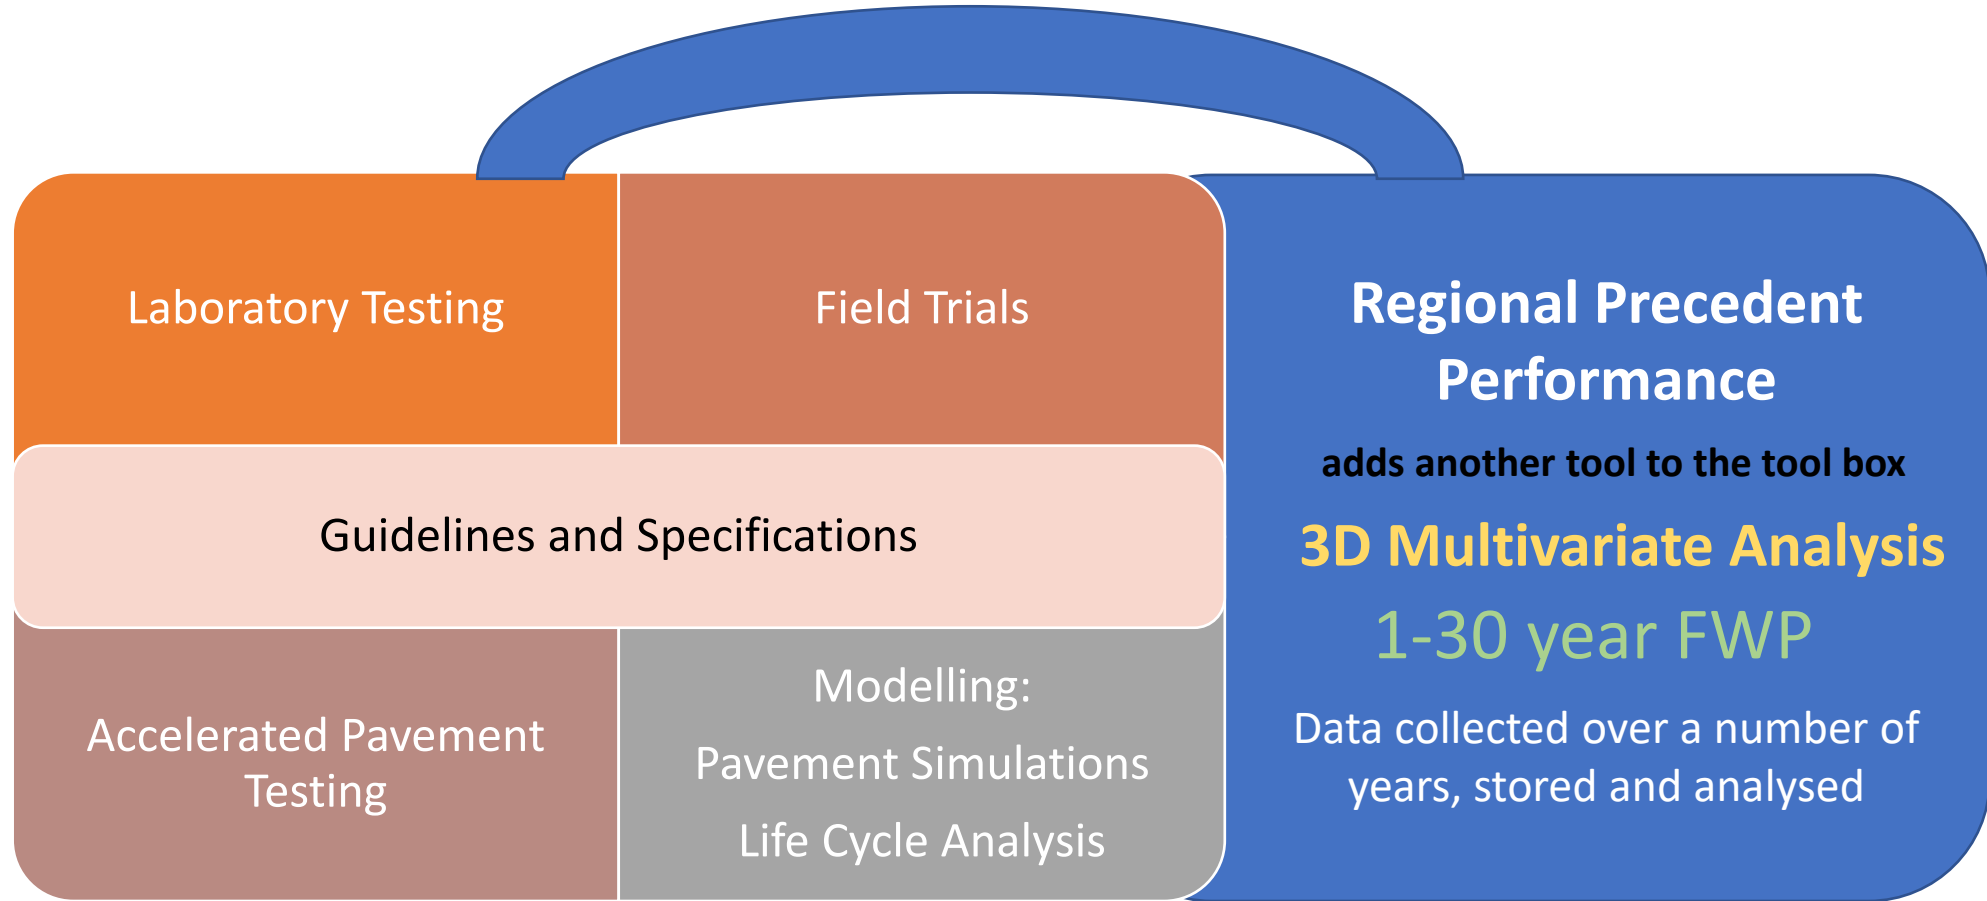 Laboratory Testing
Field Trials
Guidelines and Specifications
Accelerated Pavement
Testing
Modelling:
Pavement Simulations
Life Cycle Analysis
Regional Precedent
Performance
adds another tool to the tool box
3D Multivariate Analysis
1-30 year FWP
Data collected over a number of
years, stored and analysed